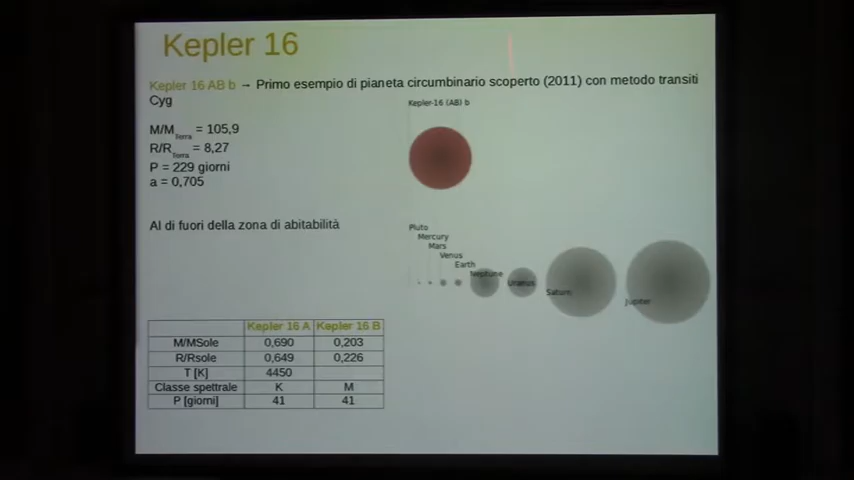 Kepler 16
Kepler 16 AB b → Primo esempio di pianeta circumbinario scoperto (2011) con metodo transiti
Cyg
M/M Terra = 105,9
R/R Terra = 8,27
P = 229 giorni
a = 0,705
Al di fuori della zona di abitabilità
Kepler-16 (AB) b
Pluto
Mercury
Mars
Venus
Earth
Neptune
Uranus
Saturn
Jupiter
Kepler 16 A Kepler 16 B
M/MSole 0,690 0,203
R/Rsole 0,649 0,226
T [K] 4450
Classe spettrale K M
P [giorni] 41 41